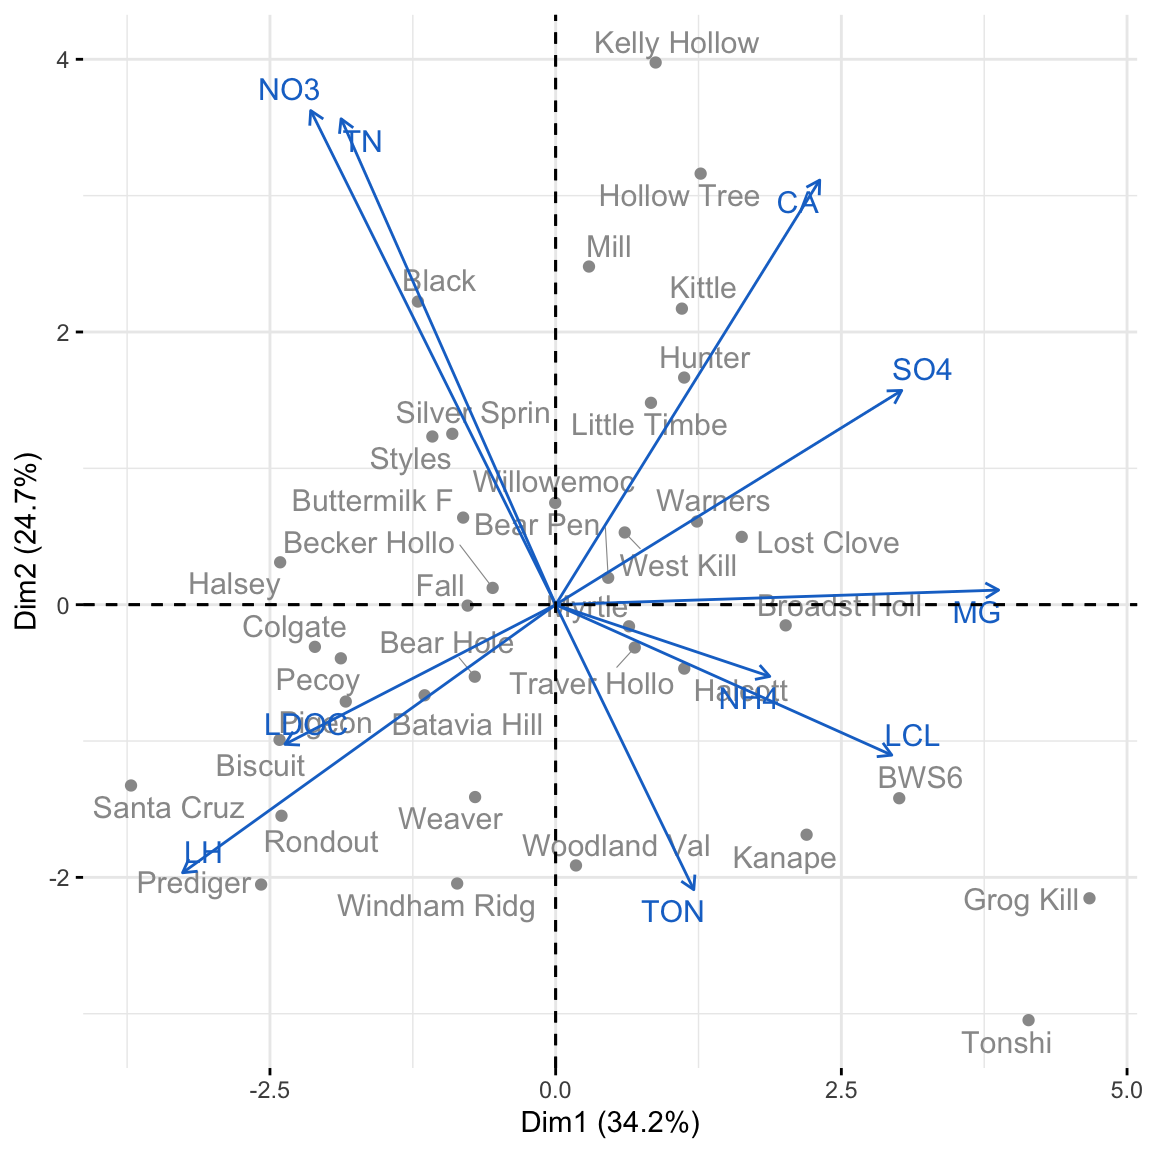 Kelly Hollow
4
NO3
TN
Hollow Tree
CA
Mill
Black
Kittle
2
Hunter
SO4
Silver Sprin
Little Timbe
Styles
Willowemoc
Buttermilk F
Warners
Bear Pen
Becker Hollo
Lost Clove
West Kill
Halsey
Fall
Dim2 (24.7%)
0
Myrtle
Broadst Holl
MG
Colgate
Bear Hole
Pecoy
Traver Hollo
Halcott
NH4
LDOC
Pigeon
Batavia Hill
LCL
Biscuit
BWS6
Santa Cruz
Weaver
Rondout
Woodland Val
LH
Kanape
-2
Prediger
Windham Ridg
TON
Grog Kill
Tonshi
-2.5
0.0
2.5
5.0
Dim1 (34.2%)